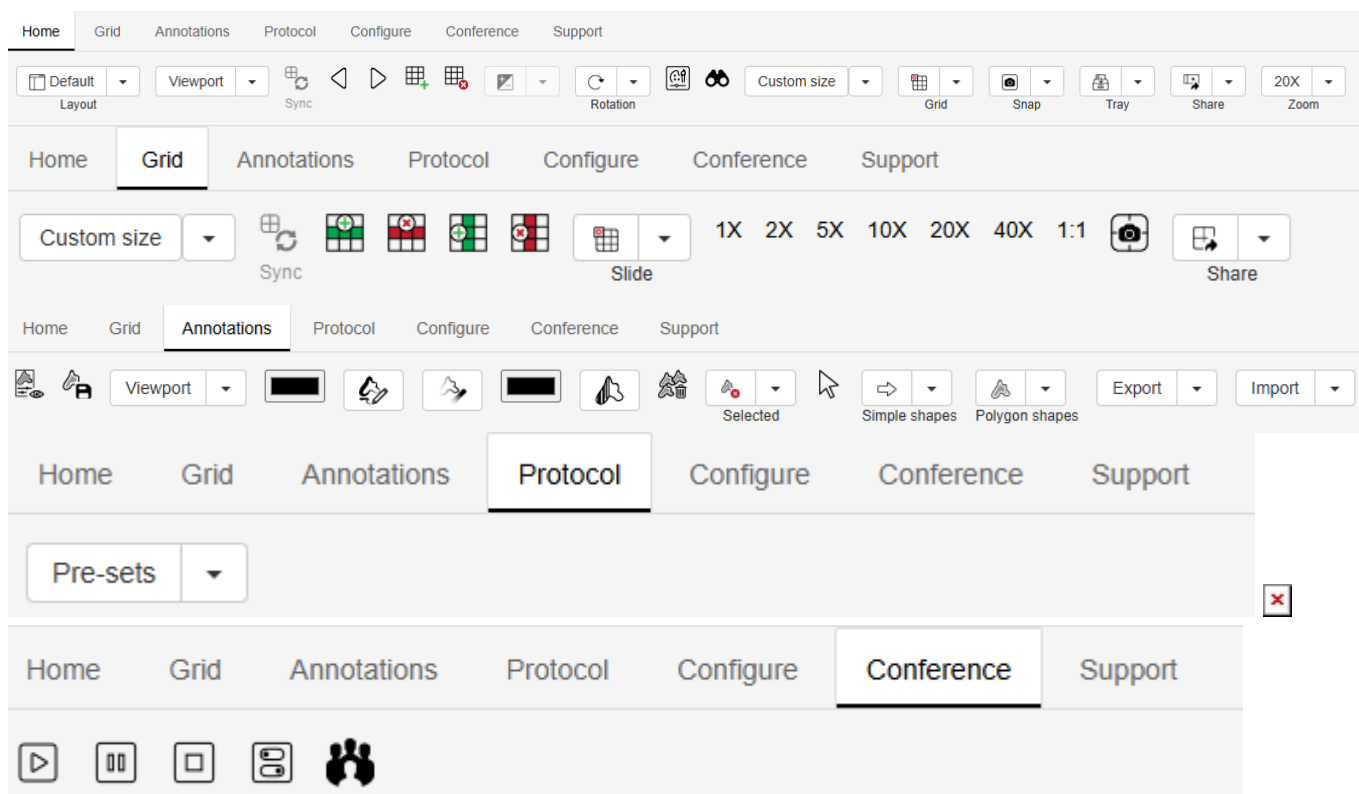 Home Grid Annotations Protocol Configure Conference Support
Default Viewport Custom size 20X
Layout Sync Rotation Grid Snap Tray Share Zoom
Home Grid Annotations Protocol Configure Conference Support
Custom size 1X 2X 5X 10X 20X 40X 1:1
Sync Slide Share
Home Grid Annotations Protocol Configure Conference Support
Viewport Export Import
Selected Simple shapes Polygon shapes
Home Grid Annotations Protocol Configure Conference Support
Pre-sets
Home Grid Annotations Protocol Configure Conference Support